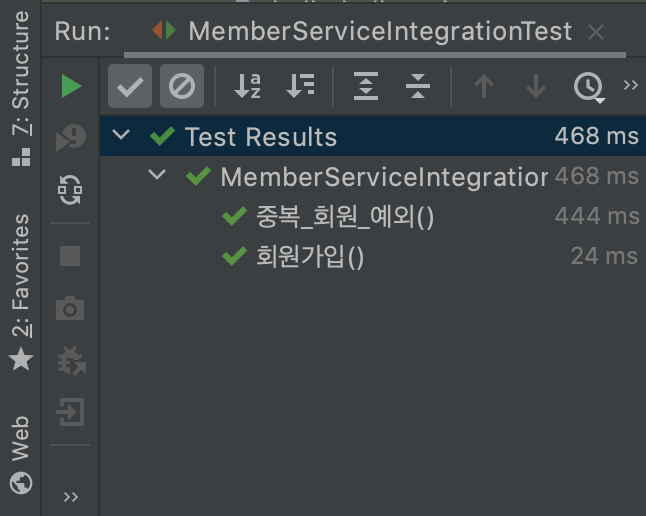 Run: MemberServiceIntegrationTest
7: Structure
2: Favorites
Web
Test Results 468 ms
MemberServiceIntegration 468 ms
중복_회원_예외() 444 ms
회원가입() 24 ms